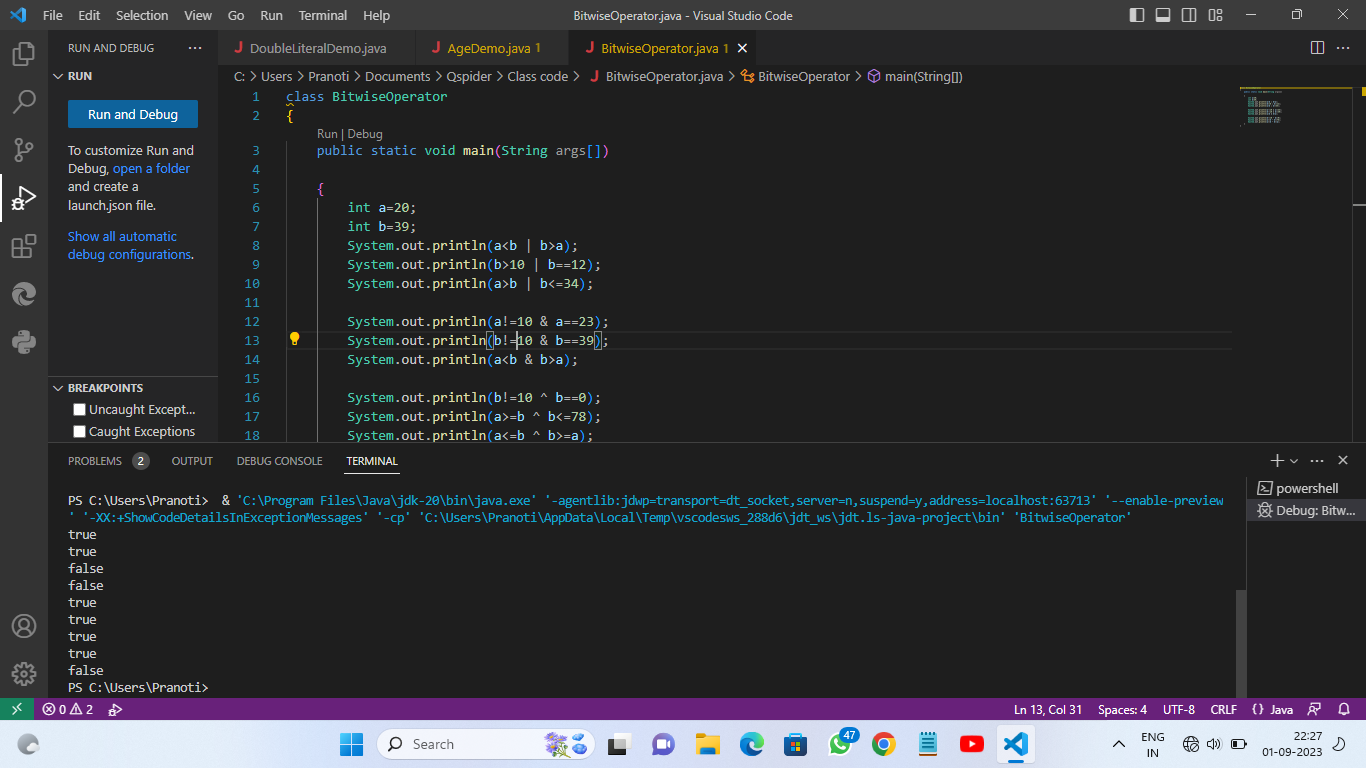 File Edit Selection View Go Run Terminal Help BitwiseOperator.java - Visual Studio Code
RUN AND DEBUG ···
RUN
Run and Debug
To customize Run and
Debug, open a folder
and create a
launch.json file.
Show all automatic
debug configurations.
BREAKPOINTS
Uncaught Except...
Caught Exceptions
J DoubleLiteralDemo.java J AgeDemo.java 1 J BitwiseOperator.java 1
C: > Users > Pranoti > Documents > Qspider > Class code > J BitwiseOperator.java > BitwiseOperator > main(String[])
1 class BitwiseOperator
2 {
Run | Debug
3 public static void main(String args[])
4
5 {
6 int a=20;
7 int b=39;
8 System.out.println(a<b | b>a);
9 System.out.println(b>10 | b==12);
10 System.out.println(a>b | b<=34);
11
12 System.out.println(a!=10 & a==23);
13 System.out.println(b!=10 & b==39);
14 System.out.println(a<b & b>a);
15
16 System.out.println(b!=10 ^ b==0);
17 System.out.println(a>=b ^ b<=78);
18 System.out.println(a<=b ^ b>=a);
PROBLEMS 2 OUTPUT DEBUG CONSOLE TERMINAL
PS C:\Users\Pranoti> & 'C:\Program Files\Java\jdk-20\bin\java.exe' '-agentlib:jdwp=transport=dt_socket,server=n,suspend=y,address=localhost:63713' '--enable-preview
' '-XX:+ShowCodeDetailsInExceptionMessages' '-cp' 'C:\Users\Pranoti\AppData\Local\Temp\vscodesws_288d6\jdt_ws\jdt.ls-java-project\bin' 'BitwiseOperator'
true
true
false
false
true
true
true
true
false
PS C:\Users\Pranoti>
powershell
Debug: Bitw...
0 2 Ln 13, Col 31 Spaces: 4 UTF-8 CRLF {} Java
Search 47 ENG 22:27
IN 01-09-2023